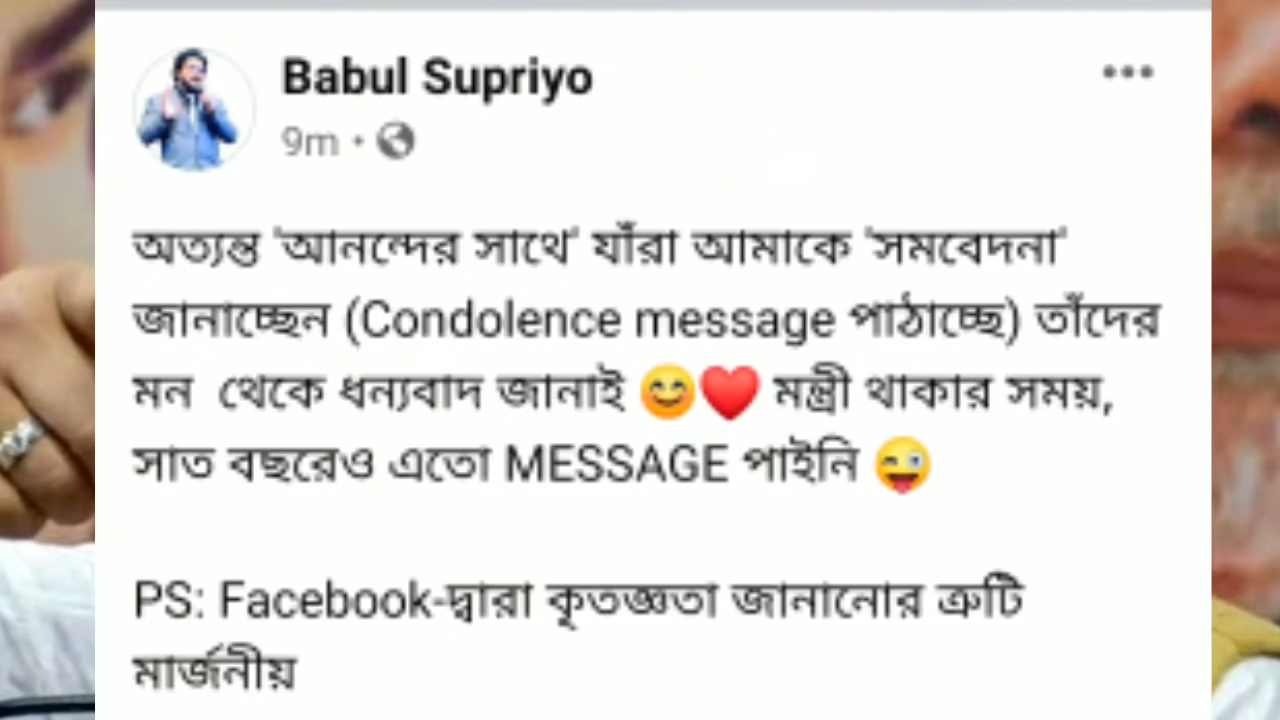 Babul Supriyo
9m •
অত্যন্ত 'আনন্দের সাথে' যাঁরা আমাকে 'সমবেদনা'
জানাচ্ছেন (Condolence message পাঠাচ্ছে) তাঁদের
মন থেকে ধন্যবাদ জানাই 😊❤️ মন্ত্রী থাকার সময়,
সাত বছরেও এতো MESSAGE পাইনি 😜
PS: Facebook-দ্বারা কৃতজ্ঞতা জানানোর ত্রুটি
মার্জনীয়